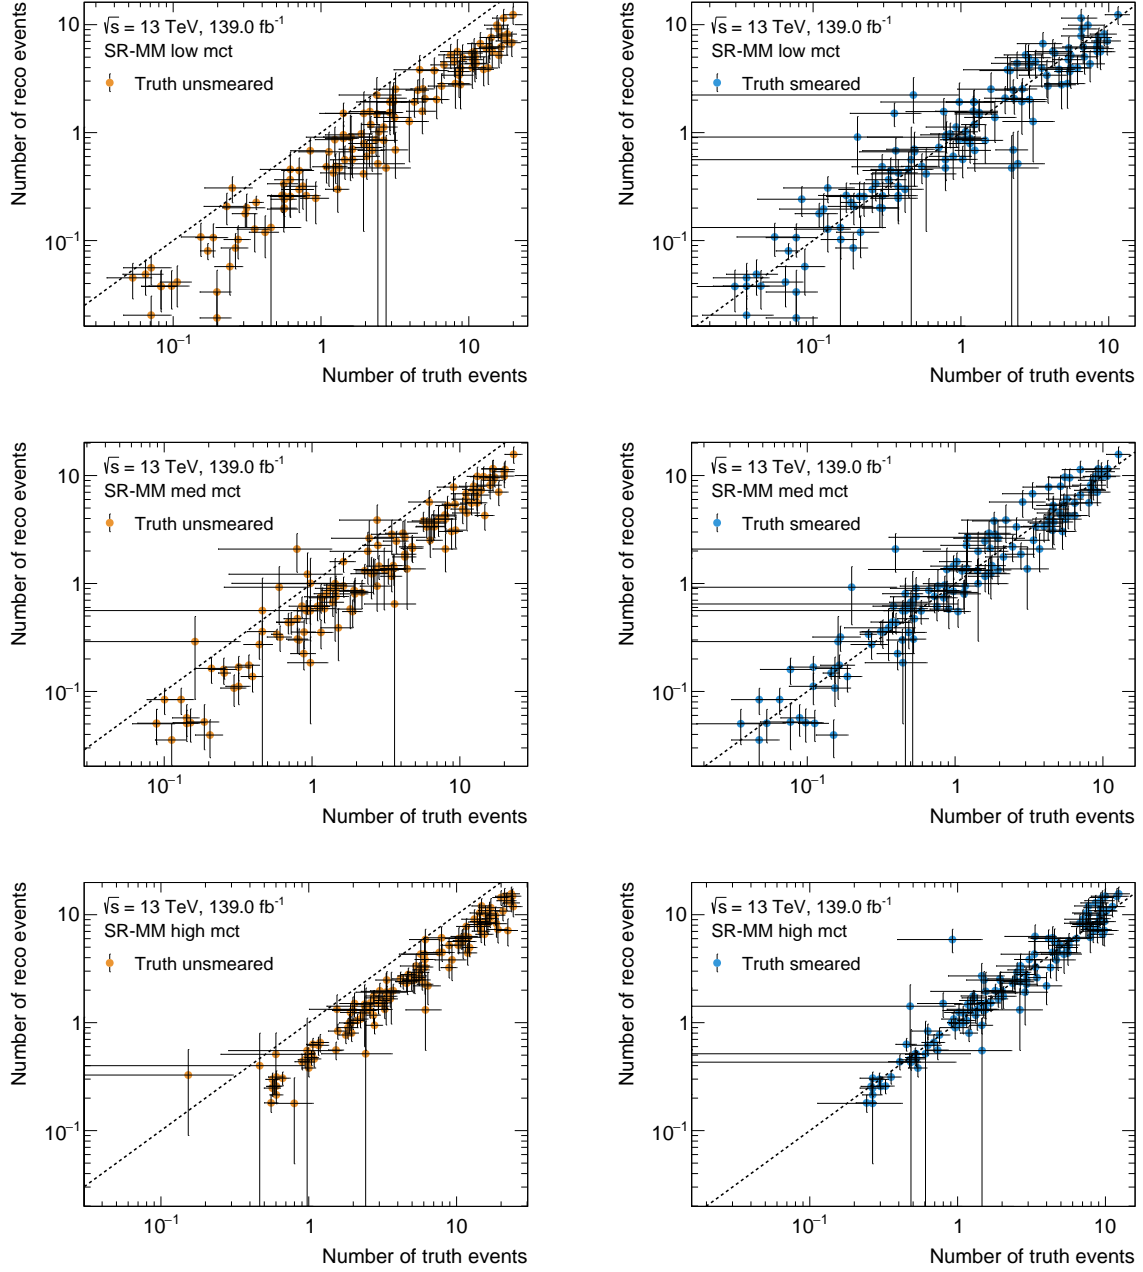 Number of reco events
10
1
10⁻¹
√s = 13 TeV, 139.0 fb⁻¹
SR-MM low mct
Truth unsmeared
10⁻¹ 1 10
Number of truth events
Number of reco events
10
1
10⁻¹
√s = 13 TeV, 139.0 fb⁻¹
SR-MM low mct
Truth smeared
10⁻¹ 1 10
Number of truth events
Number of reco events
10
1
10⁻¹
√s = 13 TeV, 139.0 fb⁻¹
SR-MM med mct
Truth unsmeared
10⁻¹ 1 10
Number of truth events
Number of reco events
10
1
10⁻¹
√s = 13 TeV, 139.0 fb⁻¹
SR-MM med mct
Truth smeared
10⁻¹ 1 10
Number of truth events
Number of reco events
10
1
10⁻¹
√s = 13 TeV, 139.0 fb⁻¹
SR-MM high mct
Truth unsmeared
10⁻¹ 1 10
Number of truth events
Number of reco events
10
1
10⁻¹
√s = 13 TeV, 139.0 fb⁻¹
SR-MM high mct
Truth smeared
10⁻¹ 1 10
Number of truth events